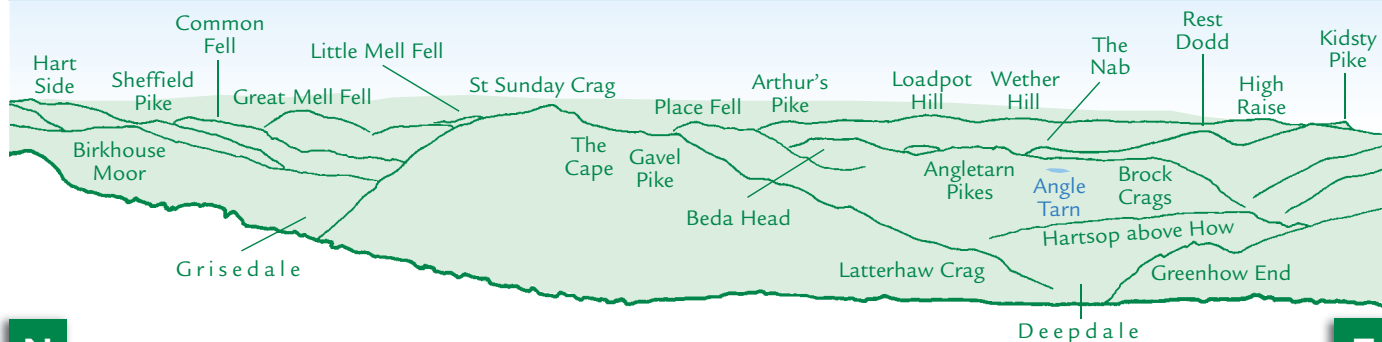 Common
Fell
Little Mell Fell
Hart
Side
Sheffield
Pike
Great Mell Fell
St Sunday Crag
Place Fell
Arthur's
Pike
Loadpot
Hill
Wether
Hill
The
Nab
Rest
Dodd
High
Raise
Kidsty
Pike
Birkhouse
Moor
The
Cape
Gavel
Pike
Beda Head
Angletarn
Pikes
Angle
Tarn
Brock
Crags
Hartsop above How
Grisedale
Latterhaw Crag
Greenhow End
Deepdale